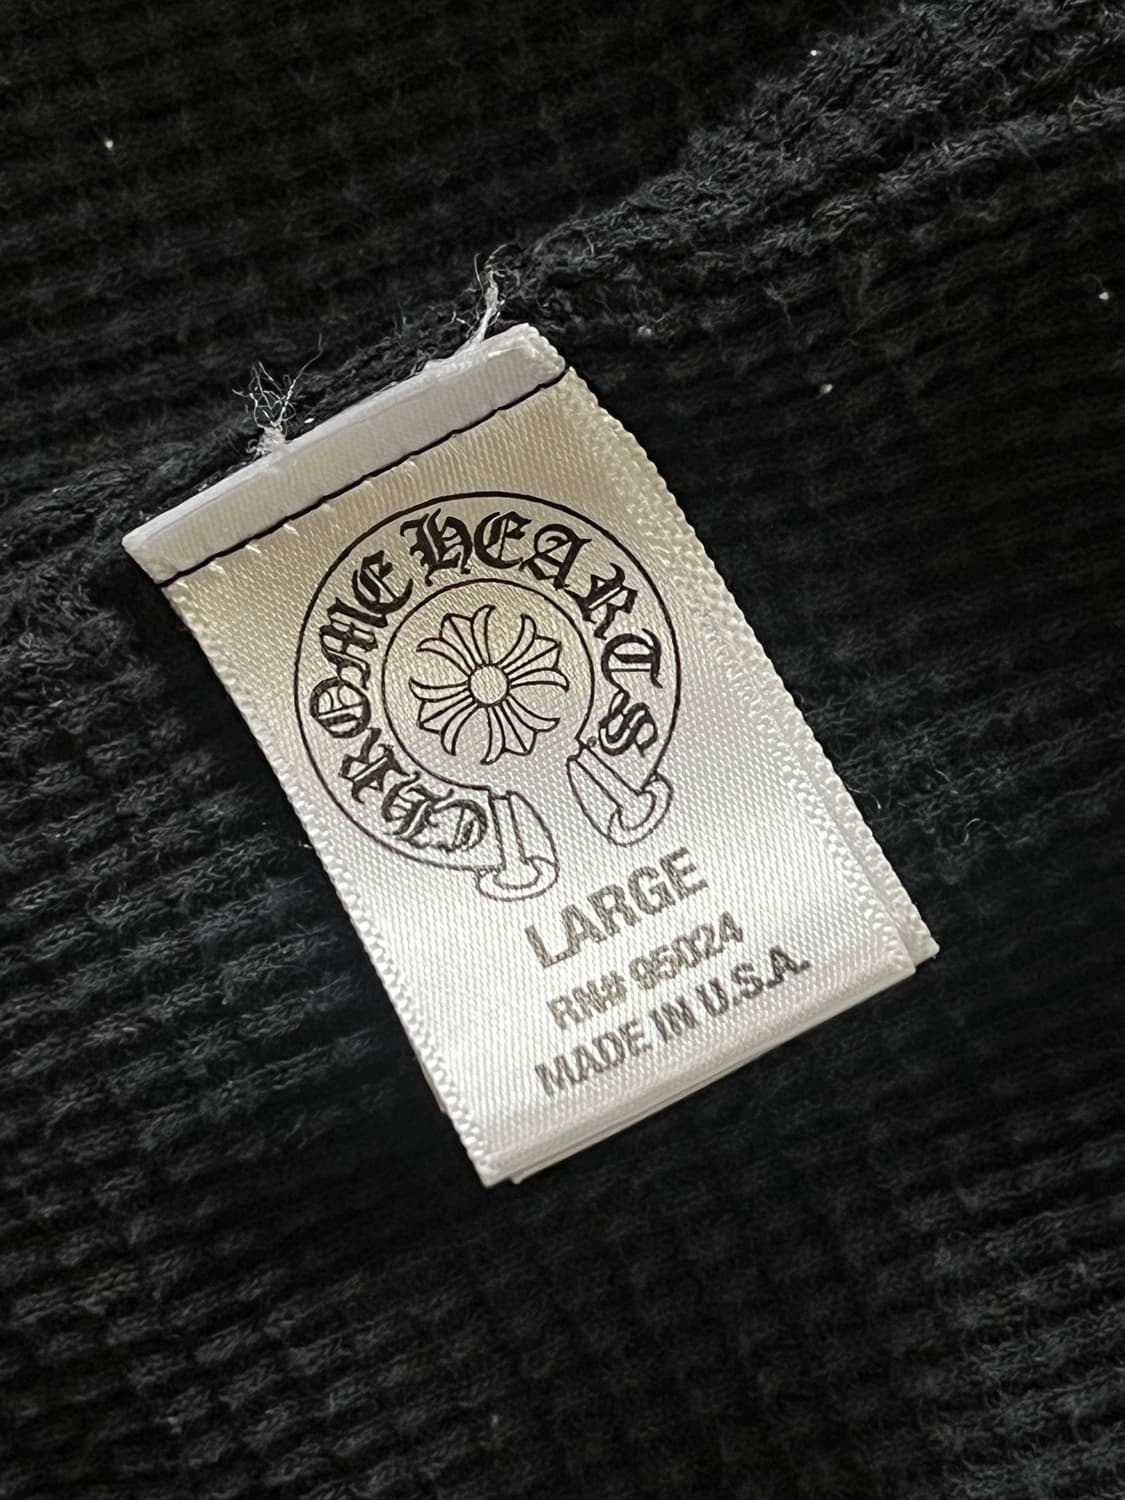 CHROME HEARTS
LARGE
RN# 95024
MADE IN U.S.A.